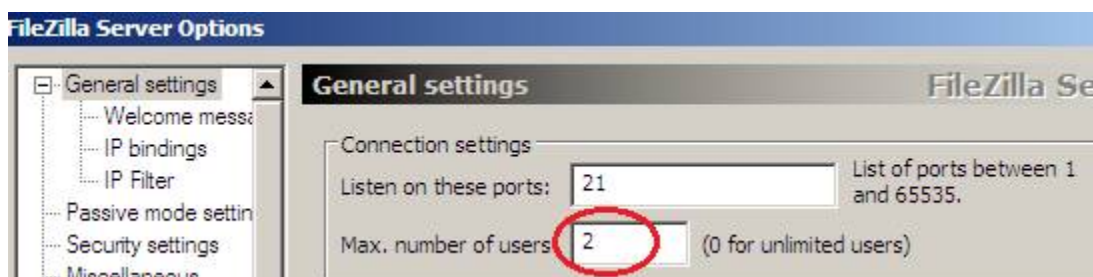 FileZilla Server Options
General settings
Welcome messa
IP bindings
IP Filter
Passive mode settin
Security settings
Miscellaneous
General settings
FileZilla Se
Connection settings
Listen on these ports: 21
List of ports between 1
and 65535.
Max. number of users 2 (0 for unlimited users)